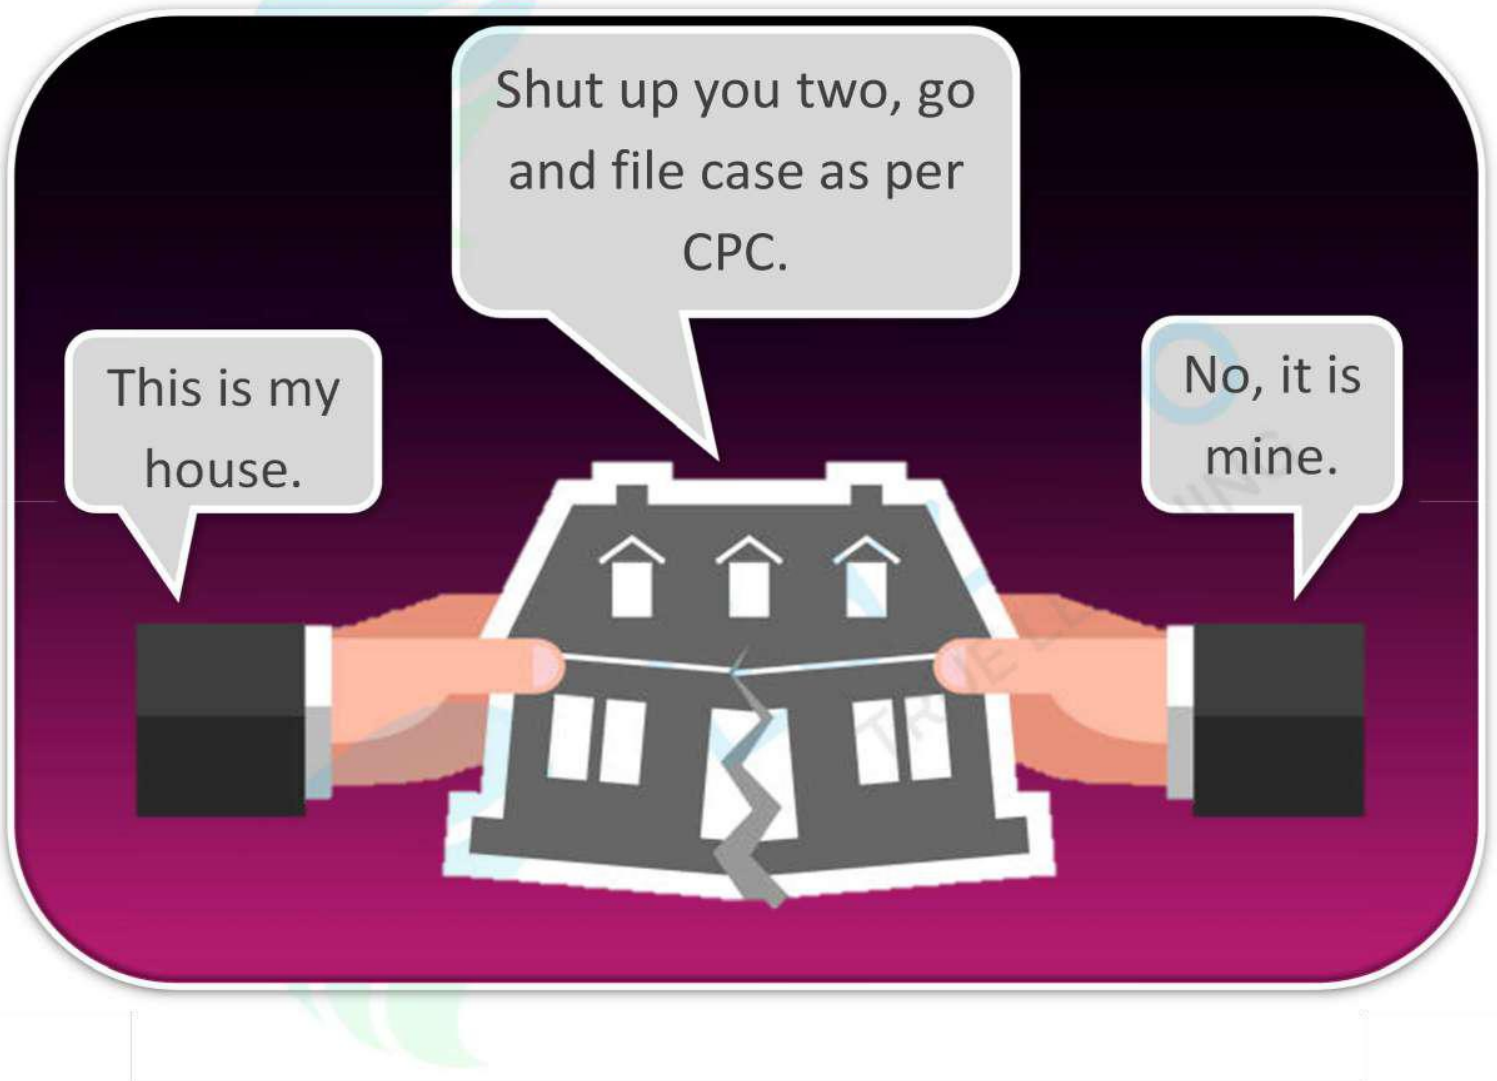 Shut up you two, go
and file case as per
CPC.
This is my
house.
No, it is
mine.